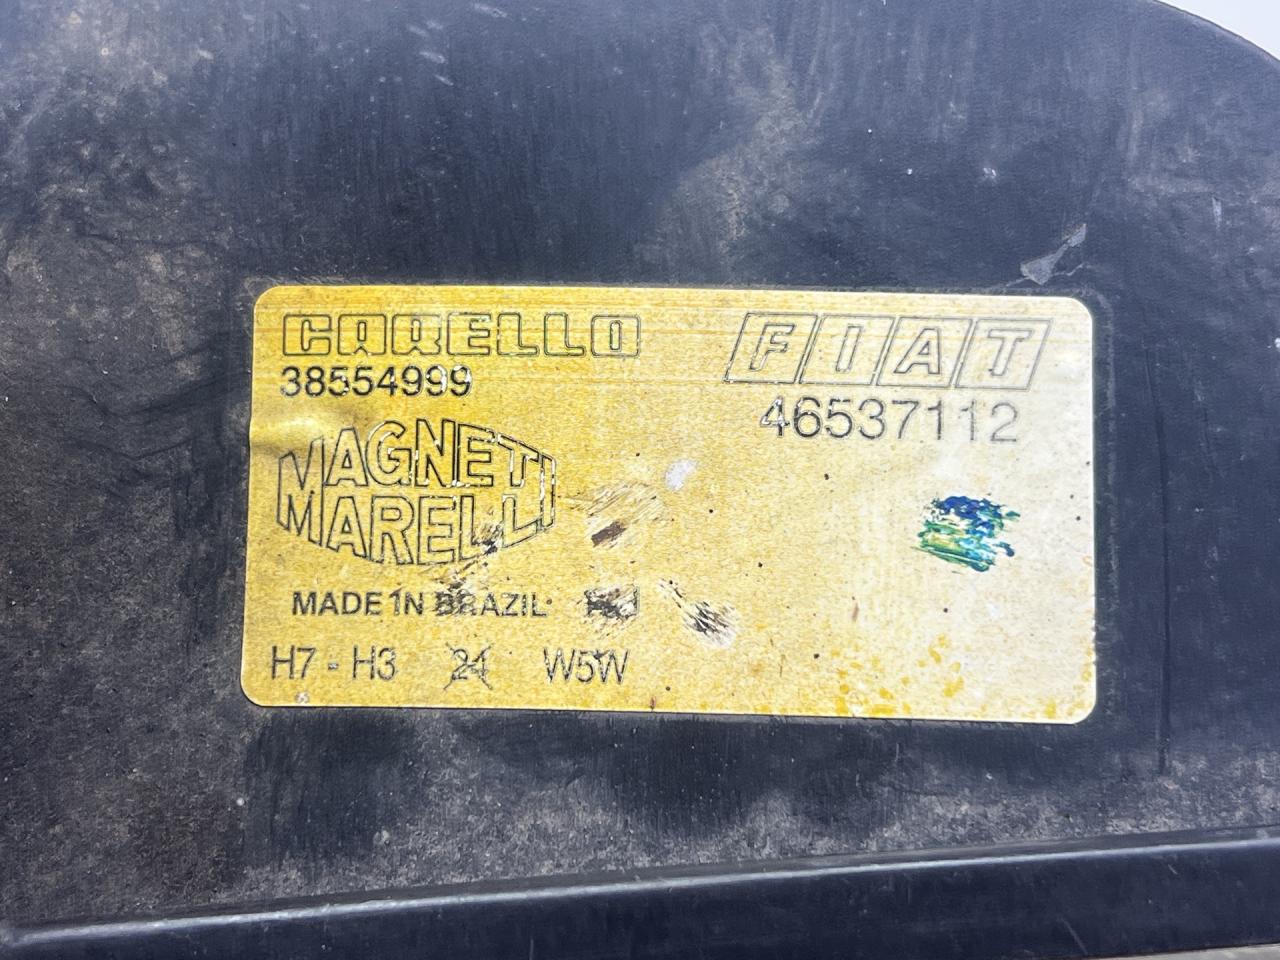 CARELLO
38554999
FIAT
46537112
MAGNETI
MARELLI
MADE IN BRAZIL
H7 - H3 24 W5W